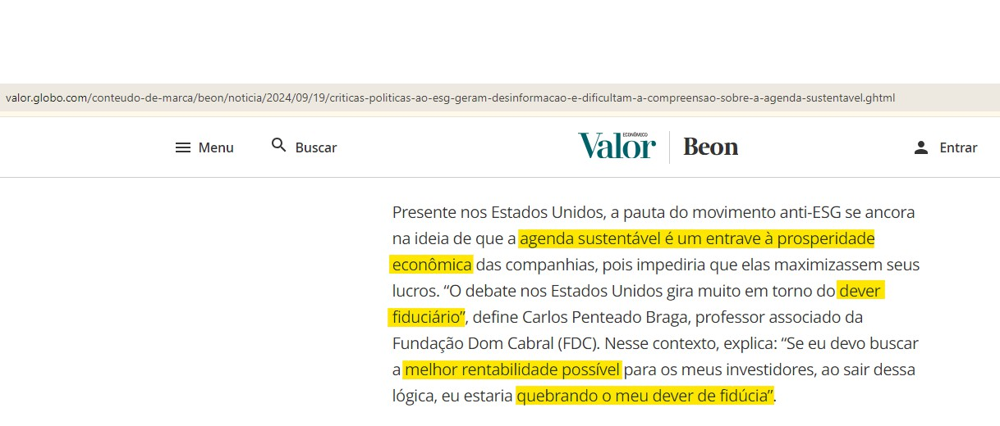 valor.globo.com/conteudo-de-marca/beon/noticia/2024/09/19/criticas-politicas-ao-esg-geram-desinformacao-e-dificultam-a-compreensao-sobre-a-agenda-sustentavel.ghtml
Menu
Buscar
Valor ECONÔMICO
Beon
Entrar
Presente nos Estados Unidos, a pauta do movimento anti-ESG se ancora
na ideia de que a agenda sustentável é um entrave à prosperidade
econômica das companhias, pois impediria que elas maximizassem seus
lucros. “O debate nos Estados Unidos gira muito em torno do dever
fiduciário”, define Carlos Penteado Braga, professor associado da
Fundação Dom Cabral (FDC). Nesse contexto, explica: “Se eu devo buscar
a melhor rentabilidade possível para os meus investidores, ao sair dessa
lógica, eu estaria quebrando o meu dever de fidúcia”.